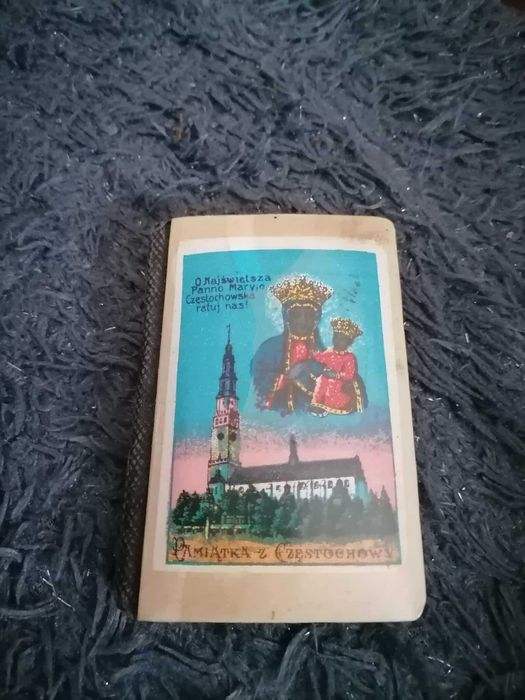 O Najświętsza
Panno Maryjo
Częstochowska
ratuj nas!
PAMIĄTKA Z CZĘSTOCHOWY